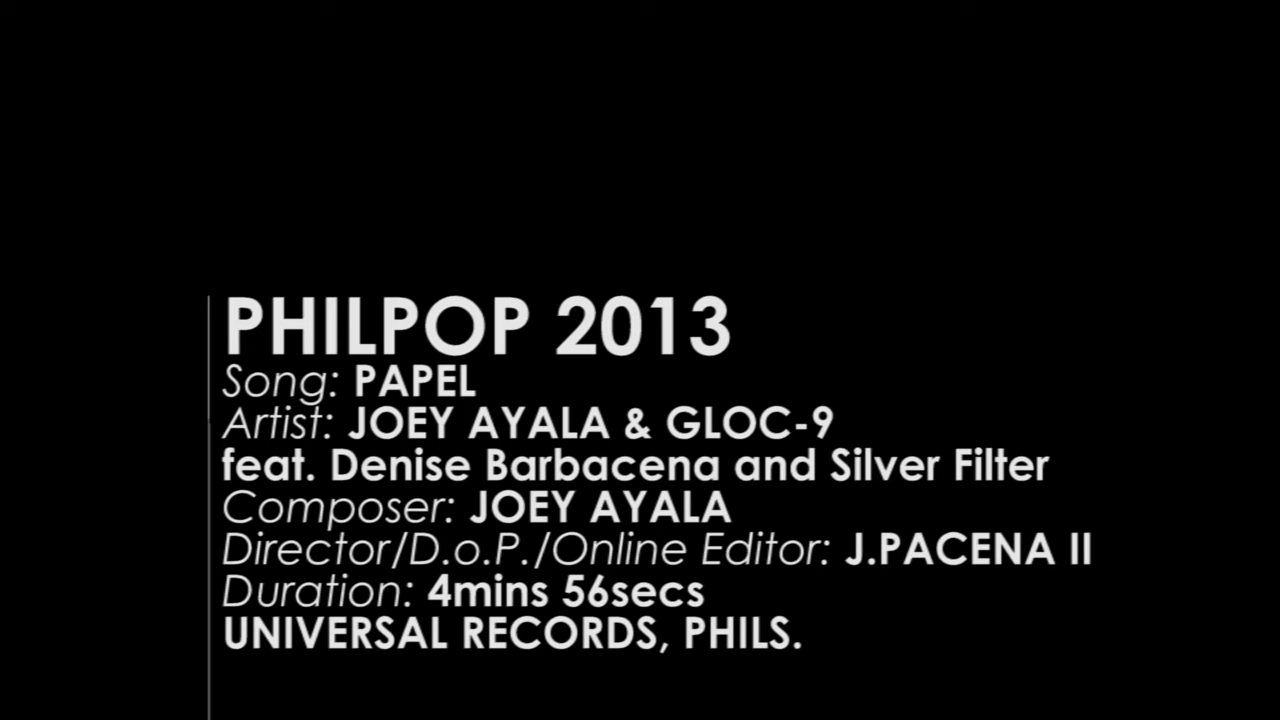 PHILPOP 2013
Song: PAPEL
Artist: JOEY AYALA & GLOC-9
feat. Denise Barbacena and Silver Filter
Composer: JOEY AYALA
Director/D.o.P./Online Editor: J.PACENA II
Duration: 4mins 56secs
UNIVERSAL RECORDS, PHILS.